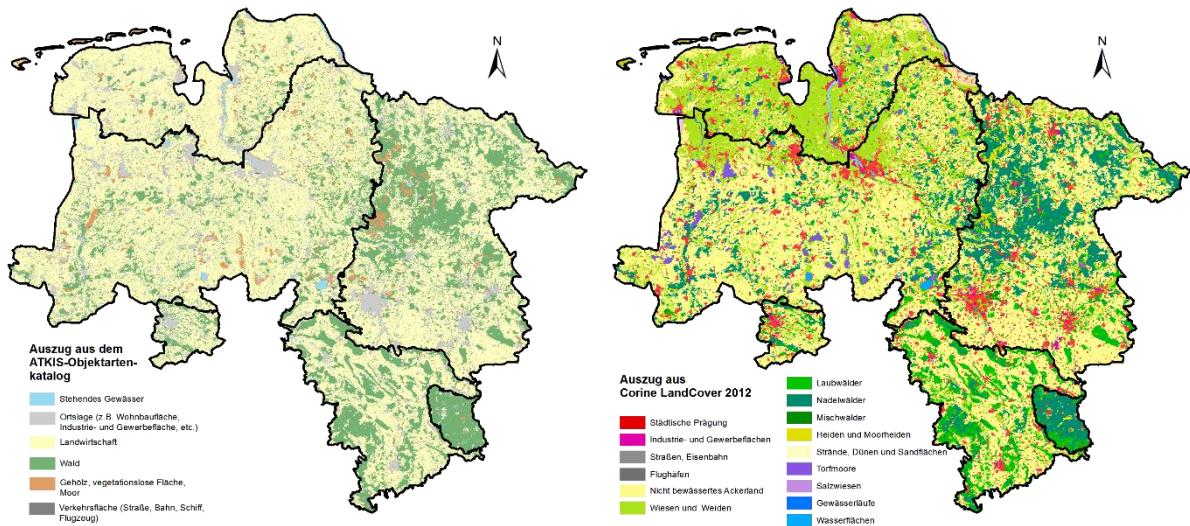 N
Auszug aus dem
ATKIS-Objektarten-
katalog
Stehendes Gewässer
Ortslage (z.B. Wohnbaufläche,
Industrie- und Gewerbefläche, etc.)
Landwirtschaft
Wald
Gehölz, vegetationslose Fläche,
Moor
Verkehrsfläche (Straße, Bahn, Schiff,
Flugzeug)
N
Auszug aus
Corine LandCover 2012
Städtische Prägung
Industrie- und Gewerbeflächen
Straßen, Eisenbahn
Flughäfen
Nicht bewässertes Ackerland
Wiesen und Weiden
Laubwälder
Nadelwälder
Mischwälder
Heiden und Moorheiden
Strände, Dünen und Sandflächen
Torfmoore
Salzwiesen
Gewässerläufe
Wasserflächen